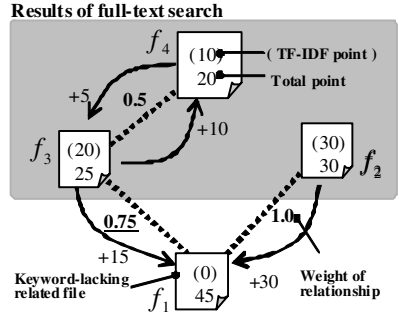 Results of full-text search
f4
(10)
( TF-IDF point )
20
Total point
+5
0.5
+10
f3
(20)
25
(30)
30
f2
0.75
1.0
+15
(0)
45
+30
Keyword-lacking
related file
f1
Weight of
relationship